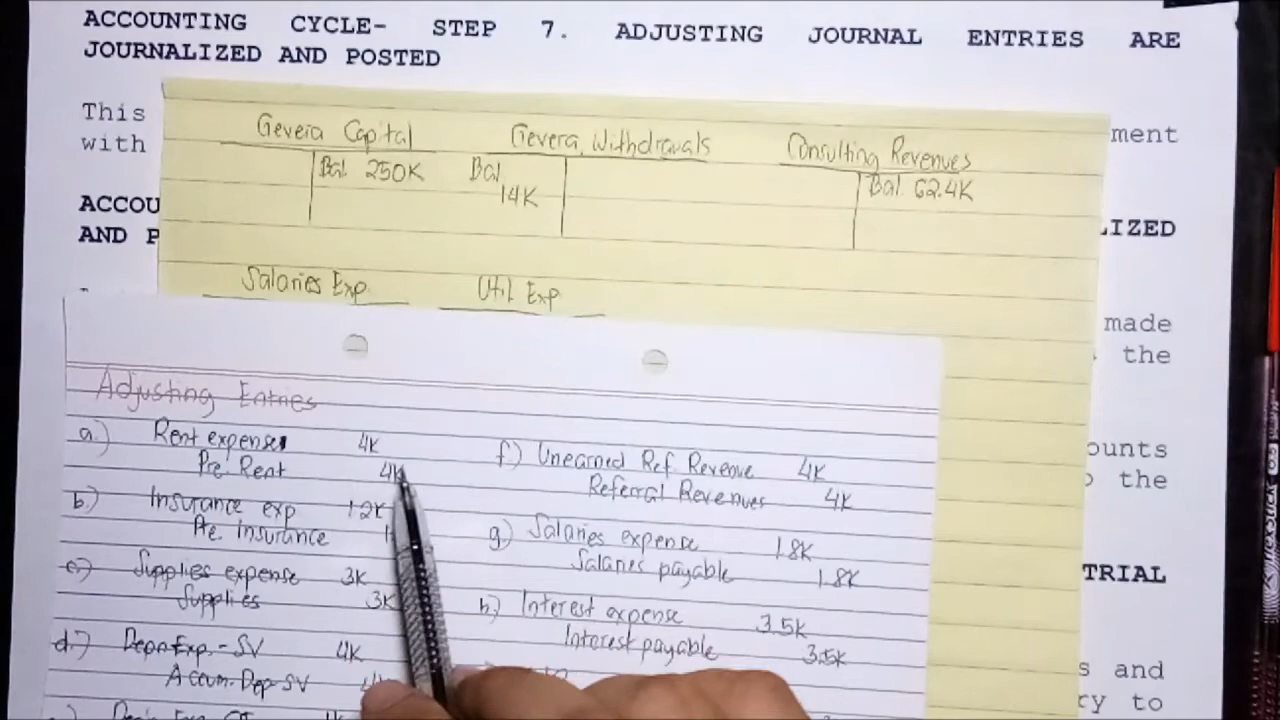 ACCOUNTING CYCLE- STEP 7. ADJUSTING JOURNAL ENTRIES ARE
JOURNALIZED AND POSTED
This
ment
with
Gevera Capital
Gevera, Withdrawals
Consulting Revenues
Bal. 250K
Bal
14K
Bal. 62.4K
ACCOU
LIZED
AND P
Salaries Exp.
Util Exp
made
the
Adjusting Entries
a.) Rent expense 4K
Pre. Rent 4K
b.) Insurance exp 1.2K
Pre. Insurance
c.) Supplies expense 3K
Supplies 3K
d.) Depn Exp. - SV 4K
Accum. Dep - SV
f.) Unearned Ref. Revenue 4K
Referral Revenues 4K
g.) Salaries expense 1.8K
Salaries payable 1.8K
h.) Interest expense 3.5K
Interest payable 3.5K
ounts
the
TRIAL
s and
ry to